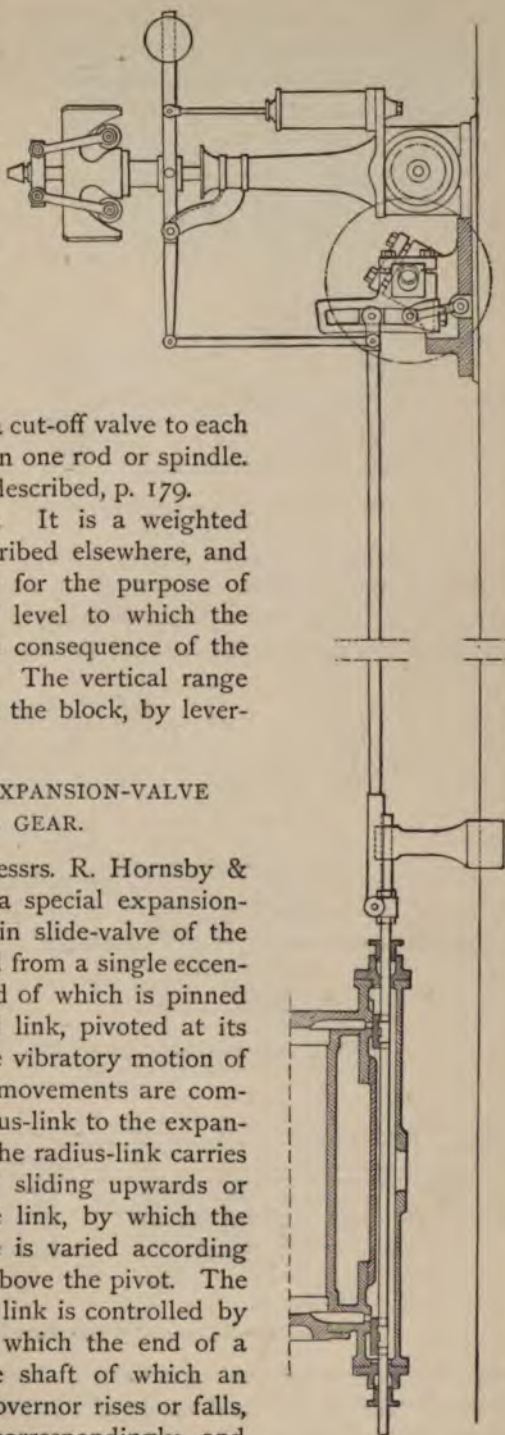 cut-off valve to each
n one rod or spindle.
described, p. 179.
It is a weighted
ribed elsewhere, and
for the purpose of
level to which the
consequence of the
The vertical range
the block, by lever-
XPANSION-VALVE
GEAR.
essrs. R. Hornsby &
a special expansion-
in slide-valve of the
l from a single eccen-
d of which is pinned
link, pivoted at its
e vibratory motion of
movements are com-
us-link to the expan-
he radius-link carries
sliding upwards or
e link, by which the
e is varied according
bove the pivot. The
link is controlled by
which the end of a
e shaft of which an
overnor rises or falls,
correspondingly, and